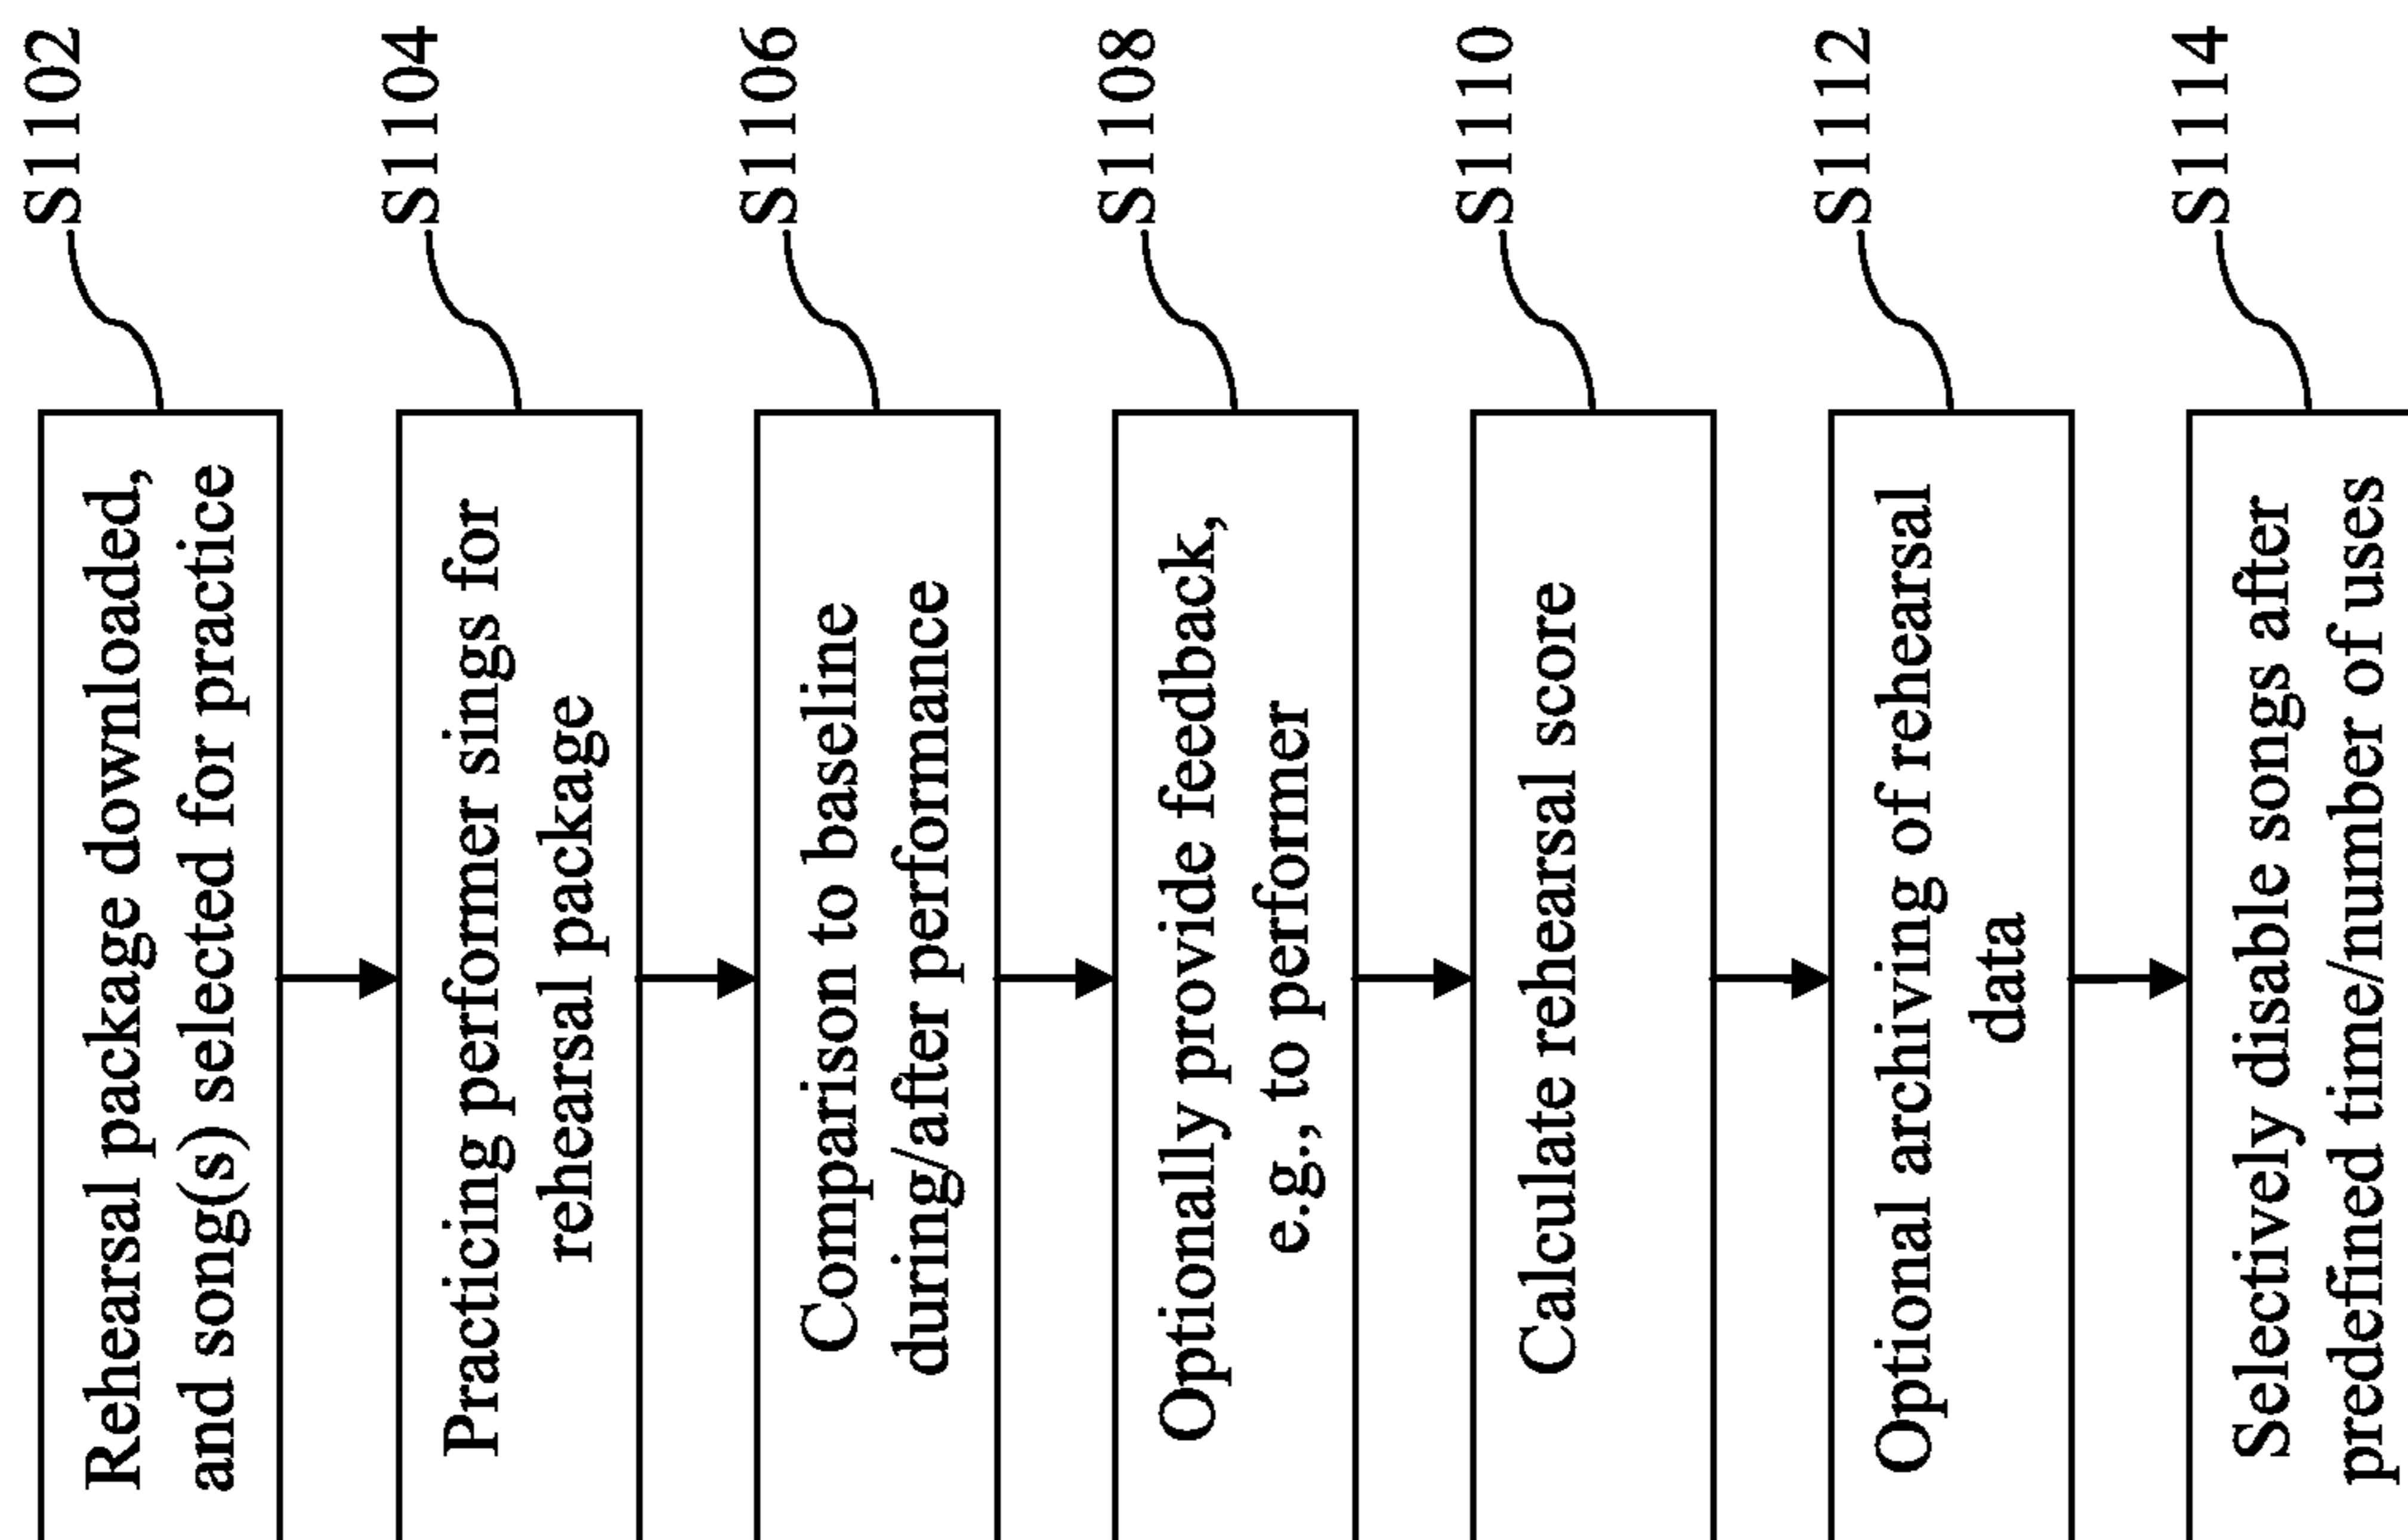 S1102
Rehearsal package downloaded,
and song(s) selected for practice
S1104
Practicing performer sings for
rehearsal package
S1106
Comparison to baseline
during/after performance
S1108
Optionally provide feedback,
e.g., to performer
S1110
Calculate rehearsal score
S1112
Optional archiving of rehearsal
data
S1114
Selectively disable songs after
predefined time/number of uses